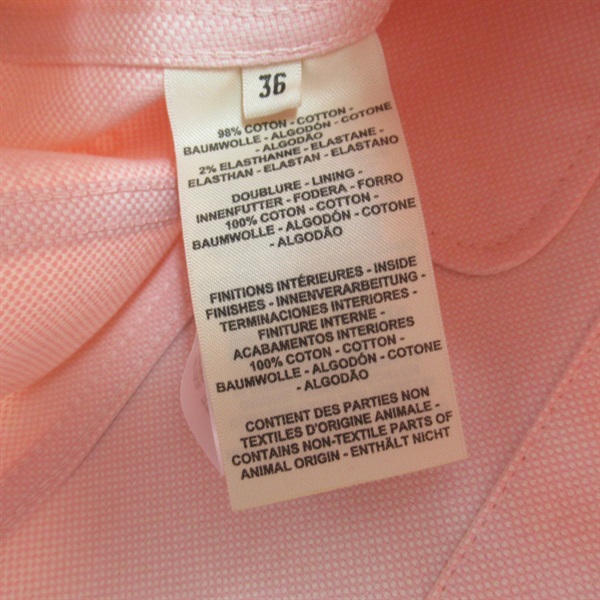 36
98% COTON - COTTON -
BAUMWOLLE - ALGODÓN - COTONE
- ALGODÃO
2% ELASTHANNE - ELASTANE -
ELASTHAN - ELASTAN - ELASTANO
DOUBLURE - LINING -
INNENFUTTER - FODERA - FORRO
100% COTON - COTTON -
BAUMWOLLE - ALGODÓN - COTONE
- ALGODÃO
FINITIONS INTÉRIEURES - INSIDE
FINISHES - INNENVERARBEITUNG -
TERMINACIONES INTERIORES -
FINITURE INTERNE -
ACABAMENTOS INTERIORES
100% COTON - COTTON -
BAUMWOLLE - ALGODÓN - COTONE
- ALGODÃO
CONTIENT DES PARTIES NON
TEXTILES D'ORIGINE ANIMALE -
CONTAINS NON-TEXTILE PARTS OF
ANIMAL ORIGIN - ENTHÄLT NICHT